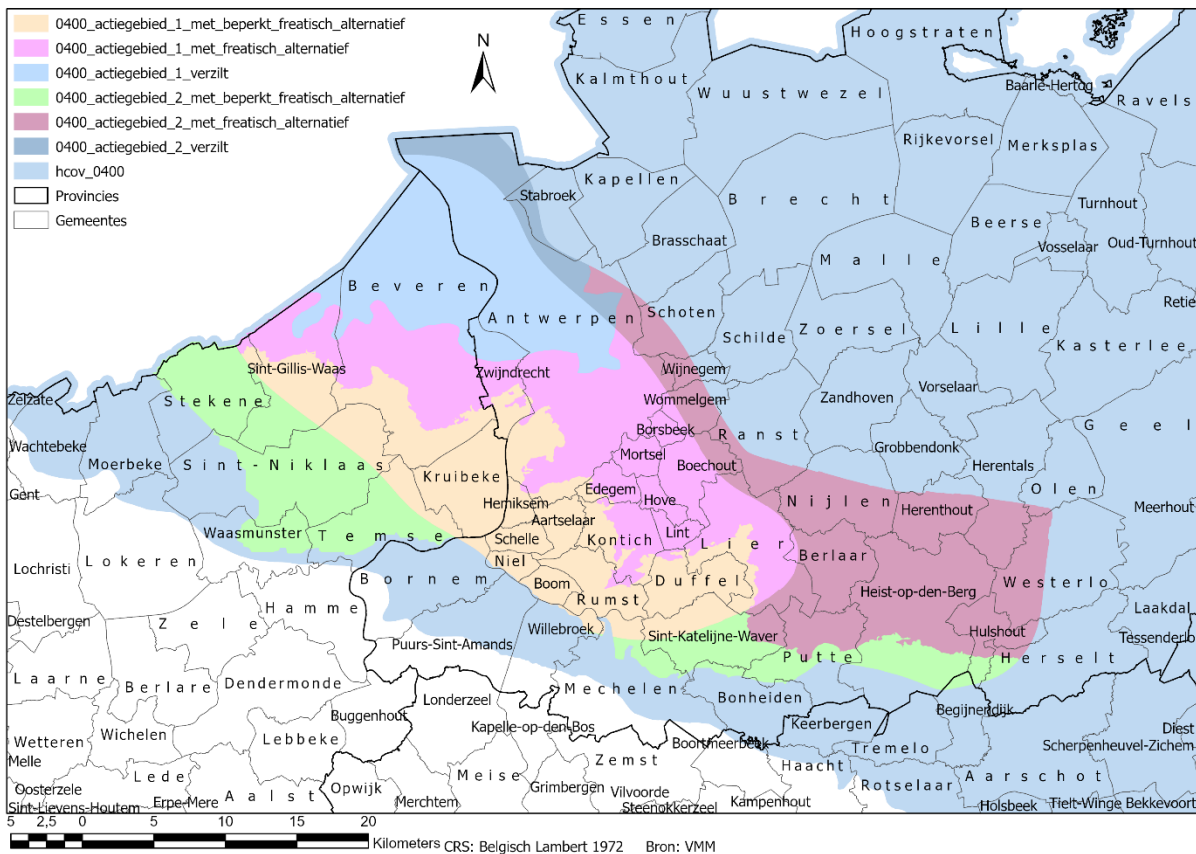 0400_actiegebied_1_met_beperkt_freatisch_alternatief
0400_actiegebied_1_met_freatisch_alternatief
0400_actiegebied_1_verzilt
0400_actiegebied_2_met_beperkt_freatisch_alternatief
0400_actiegebied_2_met_freatisch_alternatief
0400_actiegebied_2_verzilt
hcov_0400
Provincies
Gemeentes
N
Essen
Hoogstraten
Kalmthout
Wuustwezel
Baarle-Hertog
Ravels
Rijkevorsel
Merksplas
Kapellen
Stabroek
Brecht
Turnhout
Beerse
Brasschaat
Vosselaar
Oud-Turnhout
Malle
Beveren
Retie
Antwerpen
Schoten
Schilde
Zoersel
Lille
Kasterlee
Sint-Gillis-Waas
Zwijndrecht
Wijnegem
Vorselaar
Zelzate
Stekene
Wommelgem
Zandhoven
Borsbeek
Ranst
Geel
Wachtebeke
Mortsel
Grobbendonk
Moerbeke
Sint-Niklaas
Boechout
Herentals
Kruibeke
Olen
Gent
Edegem
Hemiksem
Hove
Nijlen
Herenthout
Meerhout
Aartselaar
Waasmunster
Temse
Schelle
Kontich
Lint
Lier
Lokeren
Berlaar
Niel
Lochristi
Bornem
Boom
Duffel
Westerlo
Heist-op-den-Berg
Rumst
Hamme
Laakdal
Destelbergen
Zele
Willebroek
Sint-Katelijne-Waver
Hulshout
Tessenderlo
Puurs-Sint-Amands
Putte
Herselt
Laarne
Berlare
Dendermonde
Mechelen
Bonheiden
Londerzeel
Begijnendijk
Buggenhout
Kapelle-op-den-Bos
Keerbergen
Wichelen
Diest
Wetteren
Lebbeke
Boortmeerbeek
Tremelo
Scherpenheuvel-Zichem
Melle
Zemst
Haacht
Lede
Meise
Aarschot
Oosterzele
Opwijk
Grimbergen
Vilvoorde
Rotselaar
Sint-Lievens-Houtem
Erpe-Mere
Aalst
Merchtem
Steenokkerzeel
Kampenhout
Holsbeek
Tielt-Winge
Bekkevoort
5 2,5 0 5 10 15 20
Kilometers
CRS: Belgisch Lambert 1972 Bron: VMM